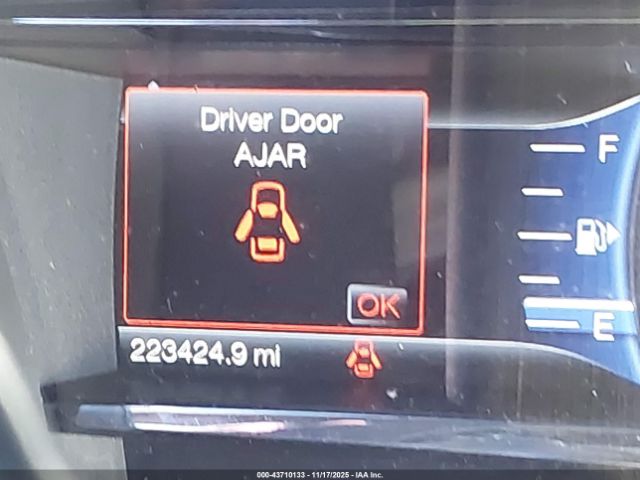 Driver Door
AJAR
OK
223424.9 mi
F
E
000-43710133 - 11/17/2025 - IAA Inc.